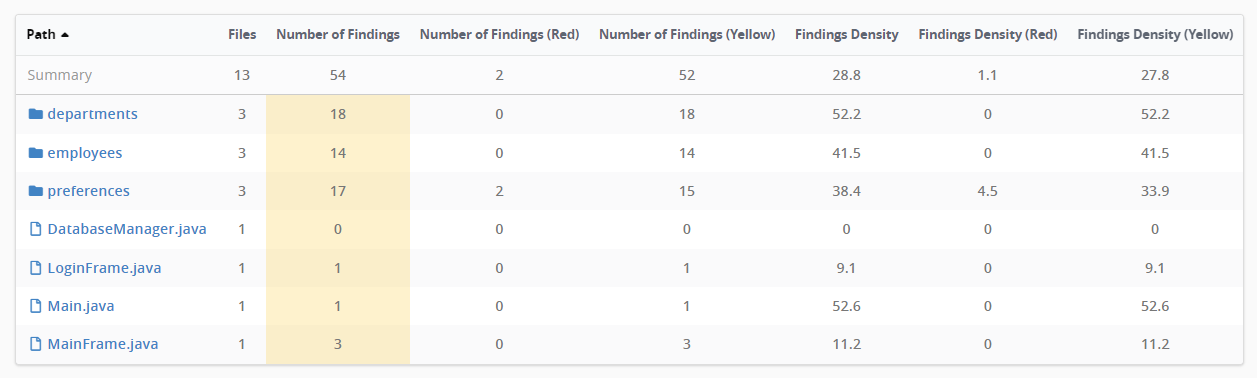 Path Files Number of Findings Number of Findings (Red) Number of Findings (Yellow) Findings Density Findings Density (Red) Findings Density (Yellow)
Summary 13 54 2 52 28.8 1.1 27.8
departments 3 18 0 18 52.2 0 52.2
employees 3 14 0 14 41.5 0 41.5
preferences 3 17 2 15 38.4 4.5 33.9
DatabaseManager.java 1 0 0 0 0 0 0
LoginFrame.java 1 1 0 1 9.1 0 9.1
Main.java 1 1 0 1 52.6 0 52.6
MainFrame.java 1 3 0 3 11.2 0 11.2